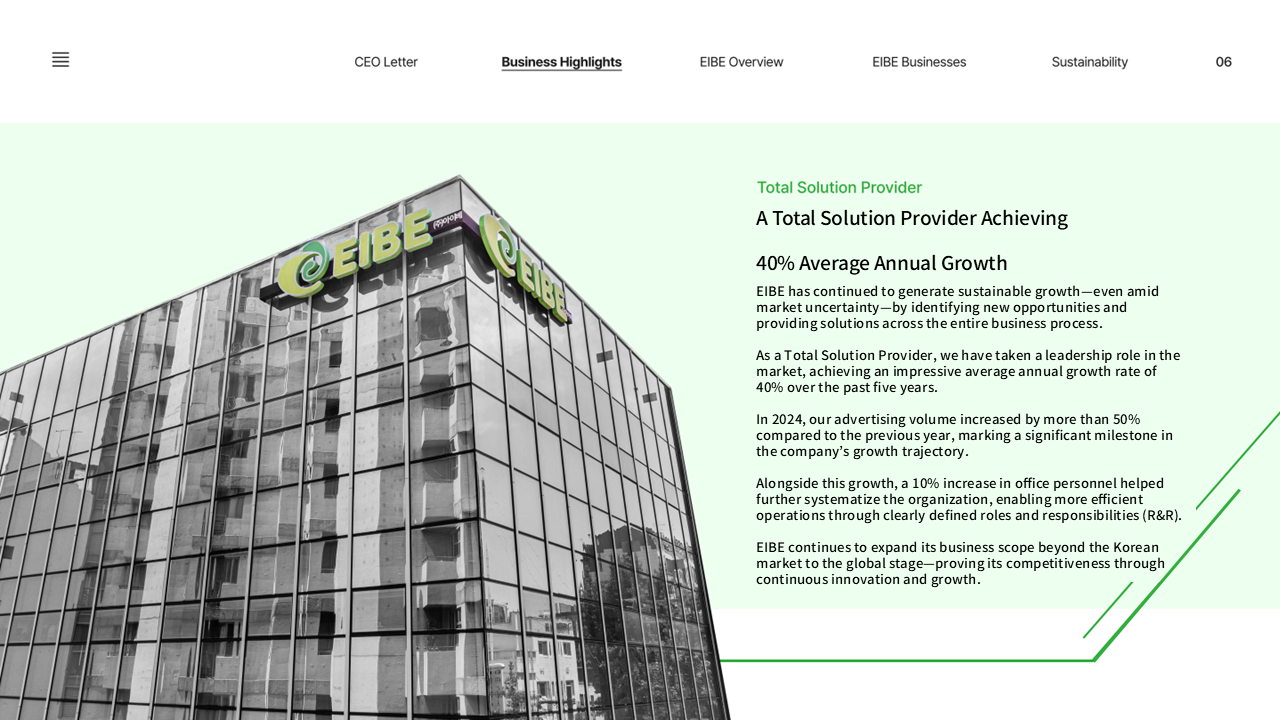 CEO Letter
Business Highlights
EIBE Overview
EIBE Businesses
Sustainability
06
EIBE
EIBE
Total Solution Provider
A Total Solution Provider Achieving
40% Average Annual Growth
EIBE has continued to generate sustainable growth—even amid
market uncertainty—by identifying new opportunities and
providing solutions across the entire business process.
As a Total Solution Provider, we have taken a leadership role in the
market, achieving an impressive average annual growth rate of
40% over the past five years.
In 2024, our advertising volume increased by more than 50%
compared to the previous year, marking a significant milestone in
the company’s growth trajectory.
Alongside this growth, a 10% increase in office personnel helped
further systematize the organization, enabling more efficient
operations through clearly defined roles and responsibilities (R&R).
EIBE continues to expand its business scope beyond the Korean
market to the global stage—proving its competitiveness through
continuous innovation and growth.